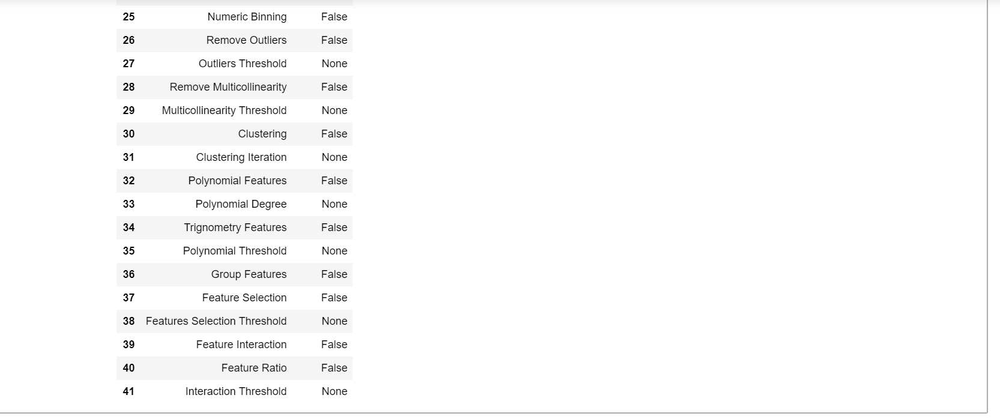 25 Numeric Binning False
26 Remove Outliers False
27 Outliers Threshold None
28 Remove Multicollinearity False
29 Multicollinearity Threshold None
30 Clustering False
31 Clustering Iteration None
32 Polynomial Features False
33 Polynomial Degree None
34 Trignometry Features False
35 Polynomial Threshold None
36 Group Features False
37 Feature Selection False
38 Features Selection Threshold None
39 Feature Interaction False
40 Feature Ratio False
41 Interaction Threshold None